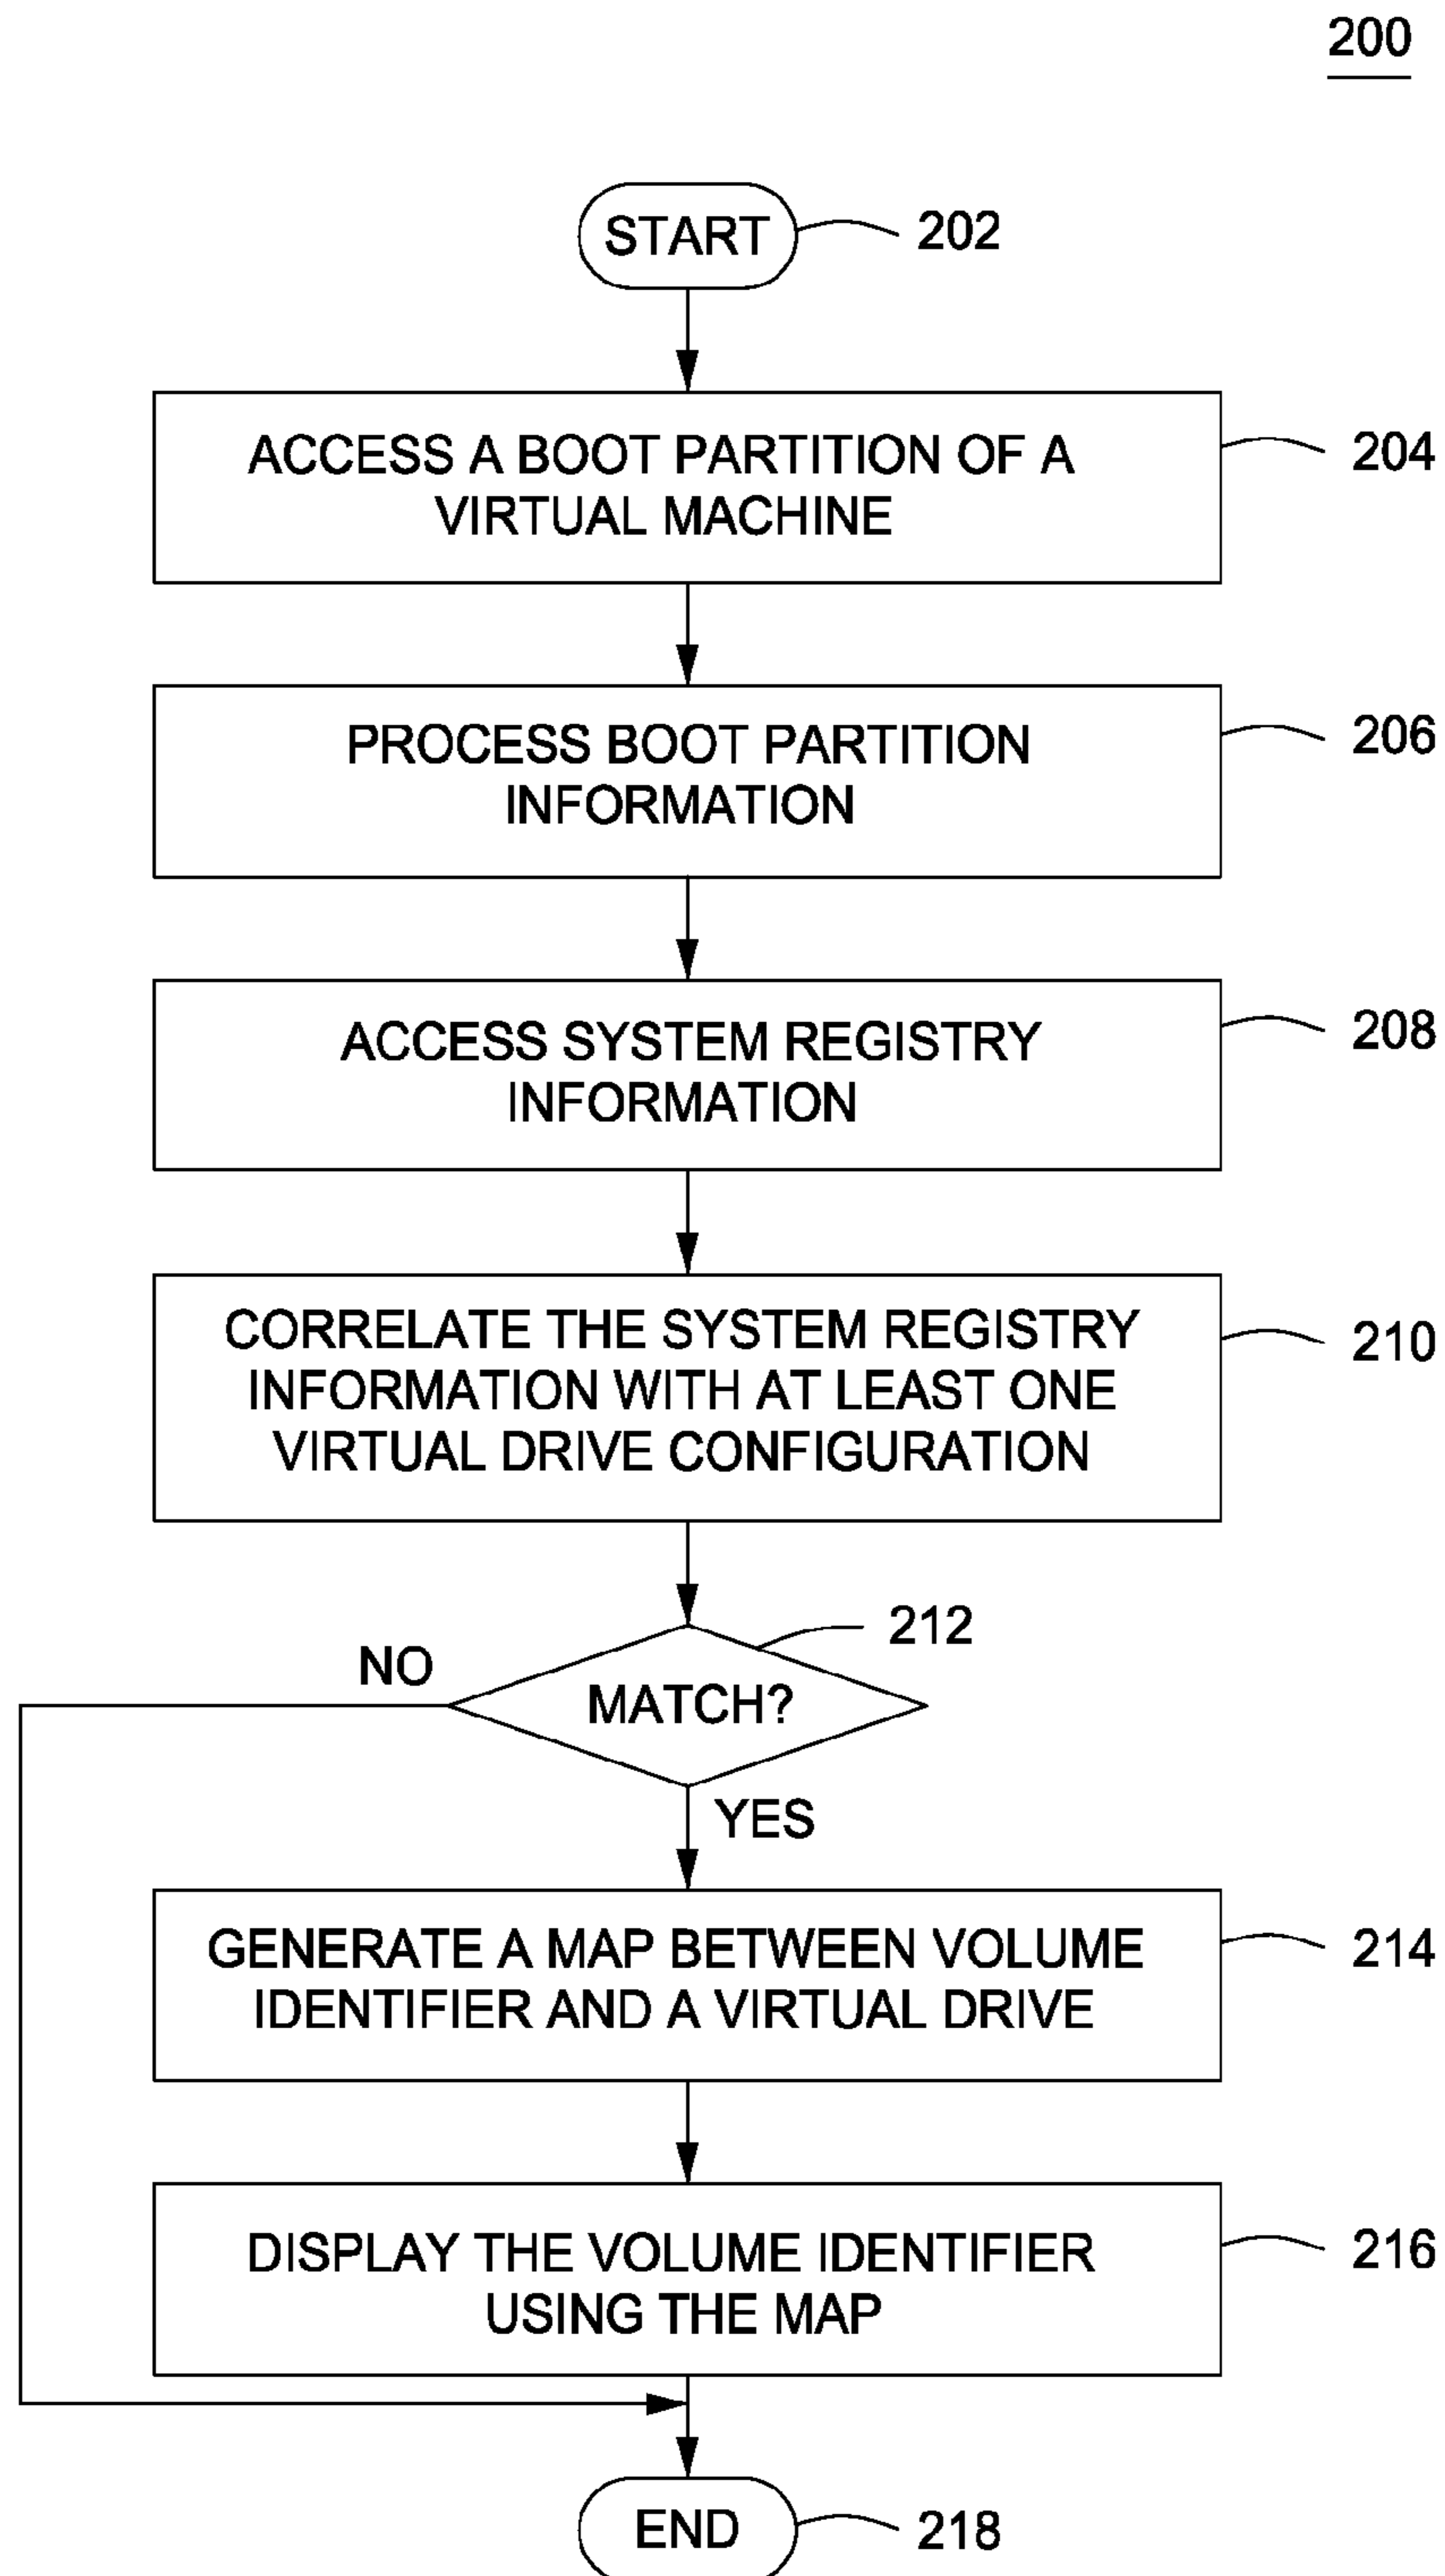 200
START
202
ACCESS A BOOT PARTITION OF A
VIRTUAL MACHINE
204
PROCESS BOOT PARTITION
INFORMATION
206
ACCESS SYSTEM REGISTRY
INFORMATION
208
CORRELATE THE SYSTEM REGISTRY
INFORMATION WITH AT LEAST ONE
VIRTUAL DRIVE CONFIGURATION
210
212
NO
MATCH?
YES
GENERATE A MAP BETWEEN VOLUME
IDENTIFIER AND A VIRTUAL DRIVE
214
DISPLAY THE VOLUME IDENTIFIER
USING THE MAP
216
END
218